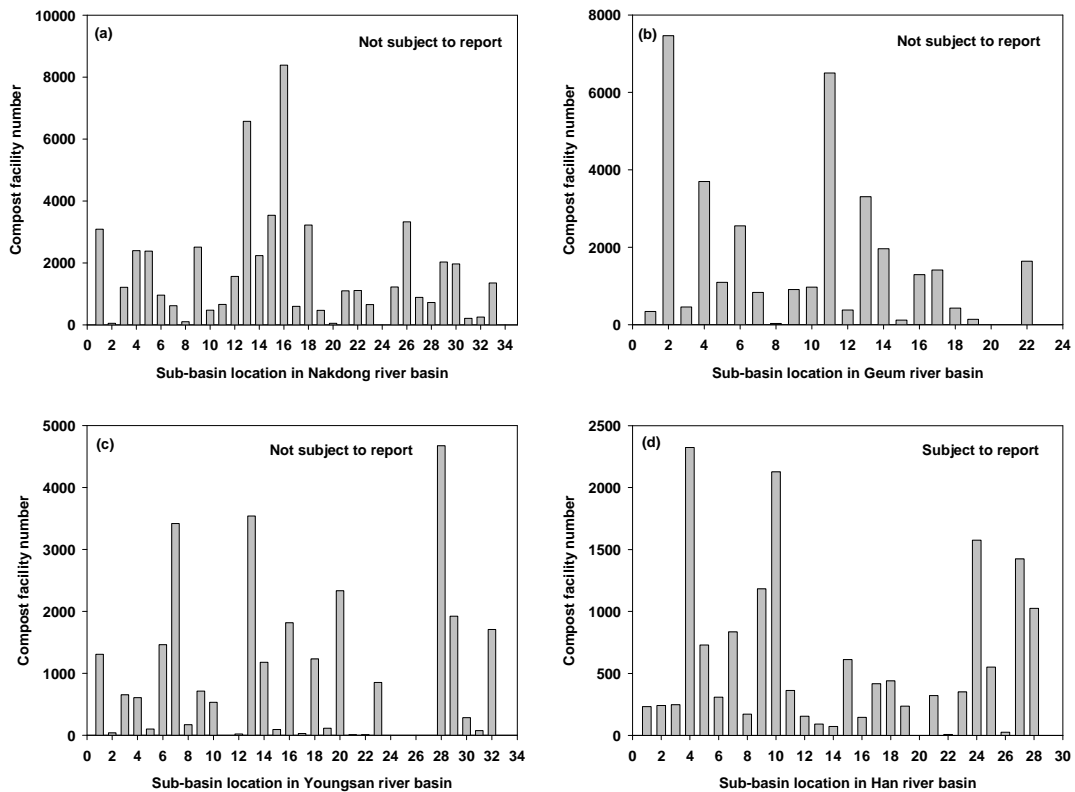 (a)
Not subject to report
Compost facility number
10000
8000
6000
4000
2000
0
0 2 4 6 8 10 12 14 16 18 20 22 24 26 28 30 32 34
Sub-basin location in Nakdong river basin
(b)
Not subject to report
Compost facility number
8000
6000
4000
2000
0
0 2 4 6 8 10 12 14 16 18 20 22 24
Sub-basin location in Geum river basin
(c)
Not subject to report
Compost facility number
5000
4000
3000
2000
1000
0
0 2 4 6 8 10 12 14 16 18 20 22 24 26 28 30 32 34
Sub-basin location in Youngsan river basin
(d)
Subject to report
Compost facility number
2500
2000
1500
1000
500
0
0 2 4 6 8 10 12 14 16 18 20 22 24 26 28 30
Sub-basin location in Han river basin